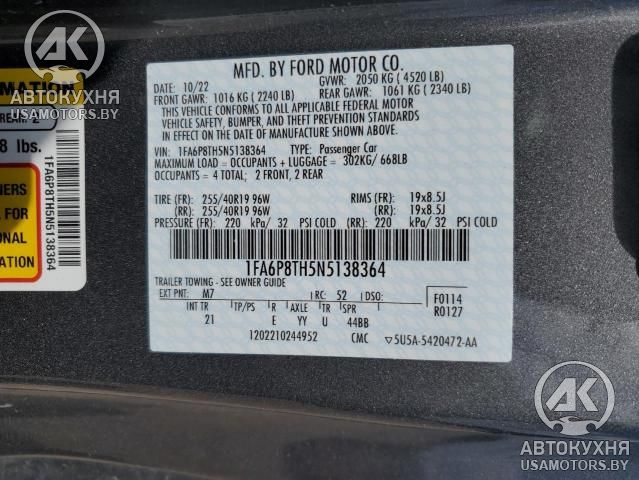 AK
АВТОКУХНЯ
USAMOTORS.BY
lbs.
1FA6P8TH5N5138364
MFD. BY FORD MOTOR CO.
10/22 GVWR: 2050 KG ( 4520 LB)
FRONT GAWR: 1016 KG ( 2240 LB) REAR GAWR: 1061 KG ( 2340 LB)
THIS VEHICLE CONFORMS TO ALL APPLICABLE FEDERAL MOTOR
VEHICLE SAFETY, BUMPER, AND THEFT PREVENTION STANDARDS
IN EFFECT ON THE DATE OF MANUFACTURE SHOWN ABOVE.
VIN: 1FA6P8TH5N5138364 TYPE: Passenger Car
MAXIMUM LOAD = OCCUPANTS + LUGGAGE = 302KG/ 668LB
OCCUPANTS = 4 TOTAL; 2 FRONT, 2 REAR
TIRE (FR): 255/40R19 96W RIMS (FR): 19x8.5J
(RR): 255/40R19 96W (RR): 19x8.5J
PRESSURE (FR): 220 kPa/ 32 PSI COLD (RR): 220 kPa/ 32 PSI COLD
1FA6P8TH5N5138364
TRAILER TOWING - SEE OWNER GUIDE
EXT PNT: M7 RC: 52 DSO: F0114
INT TR TP/PS R AXLE TR SPR R0127
21 E YY U 44BB
1202210244952 CMC 5U5A-5420472-AA
ERS
FOR
ONAL
ATION
AK
АВТОКУХНЯ
USAMOTORS.BY